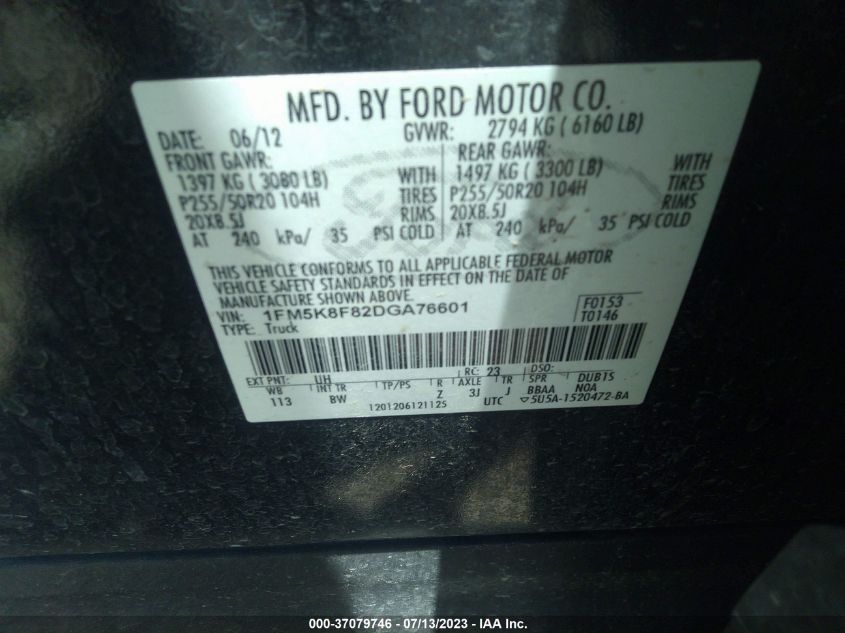 MFD. BY FORD MOTOR CO.
DATE: 06/12 GVWR: 2794 KG ( 6160 LB)
FRONT GAWR: REAR GAWR:
1397 KG ( 3080 LB) WITH 1497 KG ( 3300 LB) WITH
P255/50R20 104H TIRES P255/50R20 104H TIRES
20X8.5J RIMS 20X8.5J RIMS
AT 240 kPa/ 35 PSI COLD AT 240 kPa/ 35 PSI COLD
THIS VEHICLE CONFORMS TO ALL APPLICABLE FEDERAL MOTOR
VEHICLE SAFETY STANDARDS IN EFFECT ON THE DATE OF
MANUFACTURE SHOWN ABOVE.
VIN: 1FM5K8F82DGA76601 F0153
TYPE: Truck T0146
EXT PNT: UH RC: 23 DSO:
WB INT TR TP/PS R AXLE TR SPR DUB1S
113 BW Z 3J J BBAA N0A
1201206121125 UTC ▽5U5A-1520472-BA
000-37079746 - 07/13/2023 - IAA Inc.